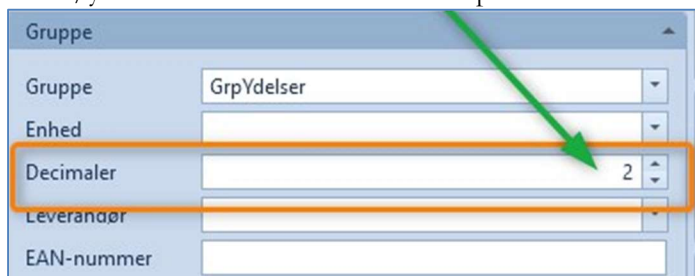 Gruppe
Gruppe GrpYdelser
Enhed
Decimaler 2
Leverandør
EAN-nummer